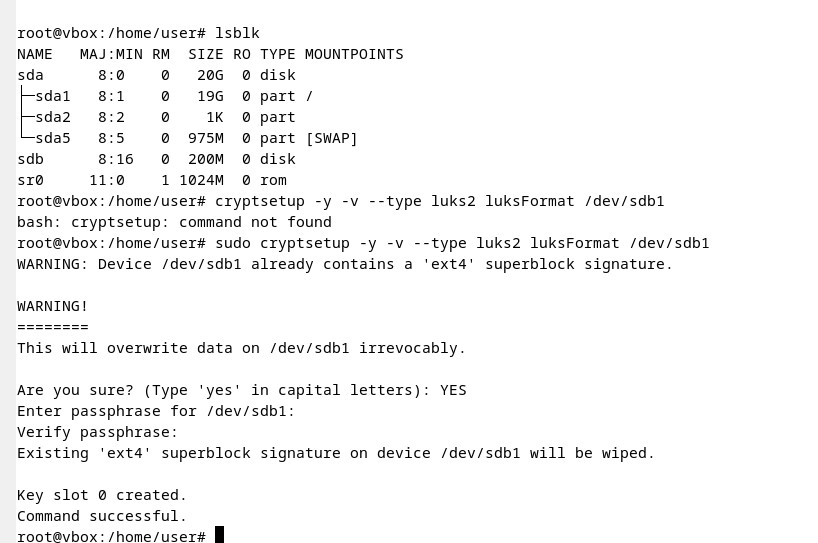 root@vbox:/home/user# lsblk
NAME   MAJ:MIN RM  SIZE RO TYPE MOUNTPOINTS
sda      8:0    0   20G  0 disk
├─sda1   8:1    0   19G  0 part /
├─sda2   8:2    0    1K  0 part
└─sda5   8:5    0  975M  0 part [SWAP]
sdb      8:16   0  200M  0 disk
sr0     11:0    1 1024M  0 rom
root@vbox:/home/user# cryptsetup -y -v --type luks2 luksFormat /dev/sdb1
bash: cryptsetup: command not found
root@vbox:/home/user# sudo cryptsetup -y -v --type luks2 luksFormat /dev/sdb1
WARNING: Device /dev/sdb1 already contains a 'ext4' superblock signature.

WARNING!
========
This will overwrite data on /dev/sdb1 irrevocably.

Are you sure? (Type 'yes' in capital letters): YES
Enter passphrase for /dev/sdb1:
Verify passphrase:
Existing 'ext4' superblock signature on device /dev/sdb1 will be wiped.

Key slot 0 created.
Command successful.
root@vbox:/home/user#